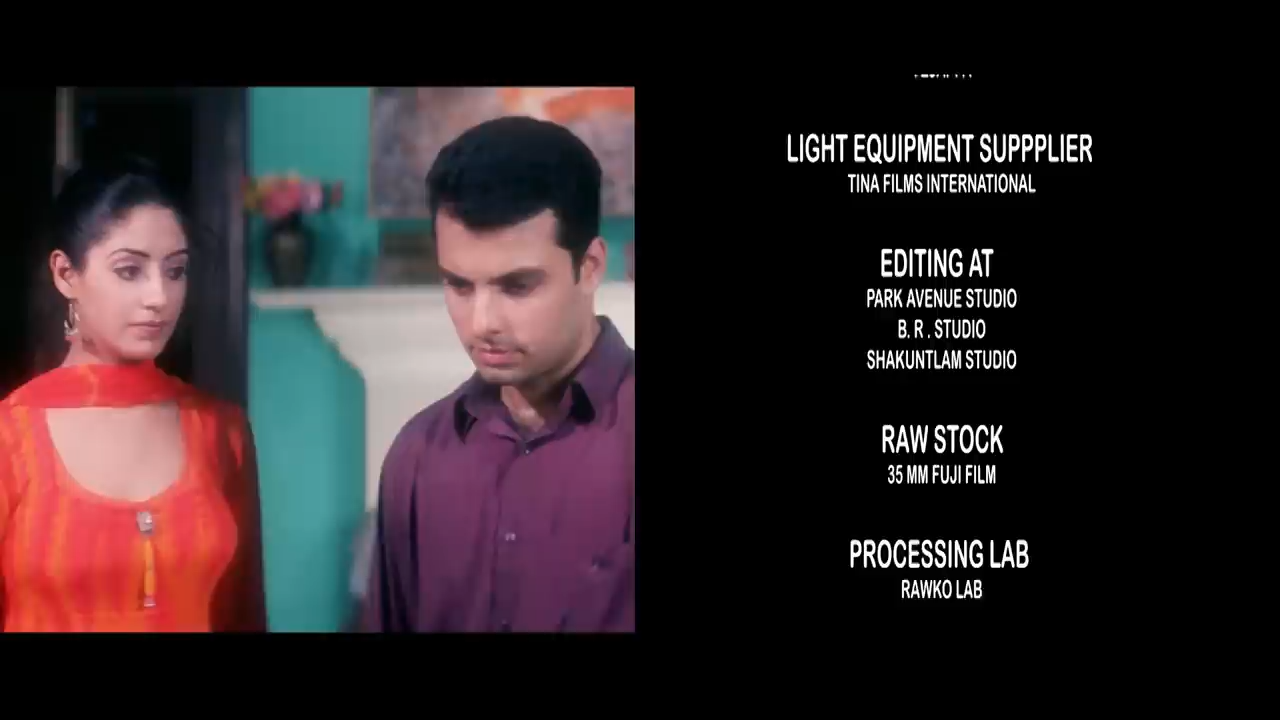 LIGHT EQUIPMENT SUPPPLIER
TINA FILMS INTERNATIONAL
EDITING AT
PARK AVENUE STUDIO
B. R . STUDIO
SHAKUNTLAM STUDIO
RAW STOCK
35 MM FUJI FILM
PROCESSING LAB
RAWKO LAB